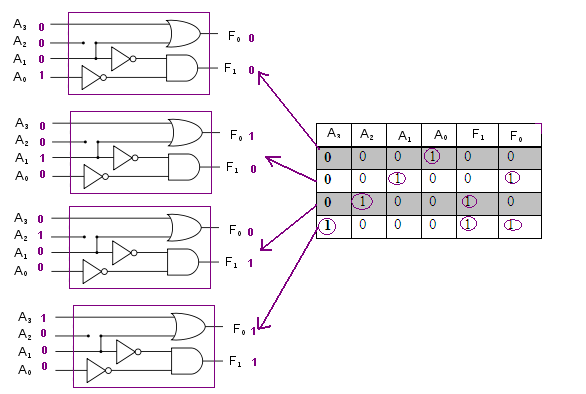 A3 0
A2 0 F0 0
A1 0
A0 1 F1 0
A3 0
A2 0 F0 1
A1 1
A0 0 F1 0
A3 0
A2 1 F0 0
A1 0
A0 0 F1 1
A3 1
A2 0 F0 1
A1 0
A0 0 F1 1
A3 A2 A1 A0 F1 F0
0 0 0 1 0 0
0 0 1 0 0 1
0 1 0 0 1 0
1 0 0 0 1 1